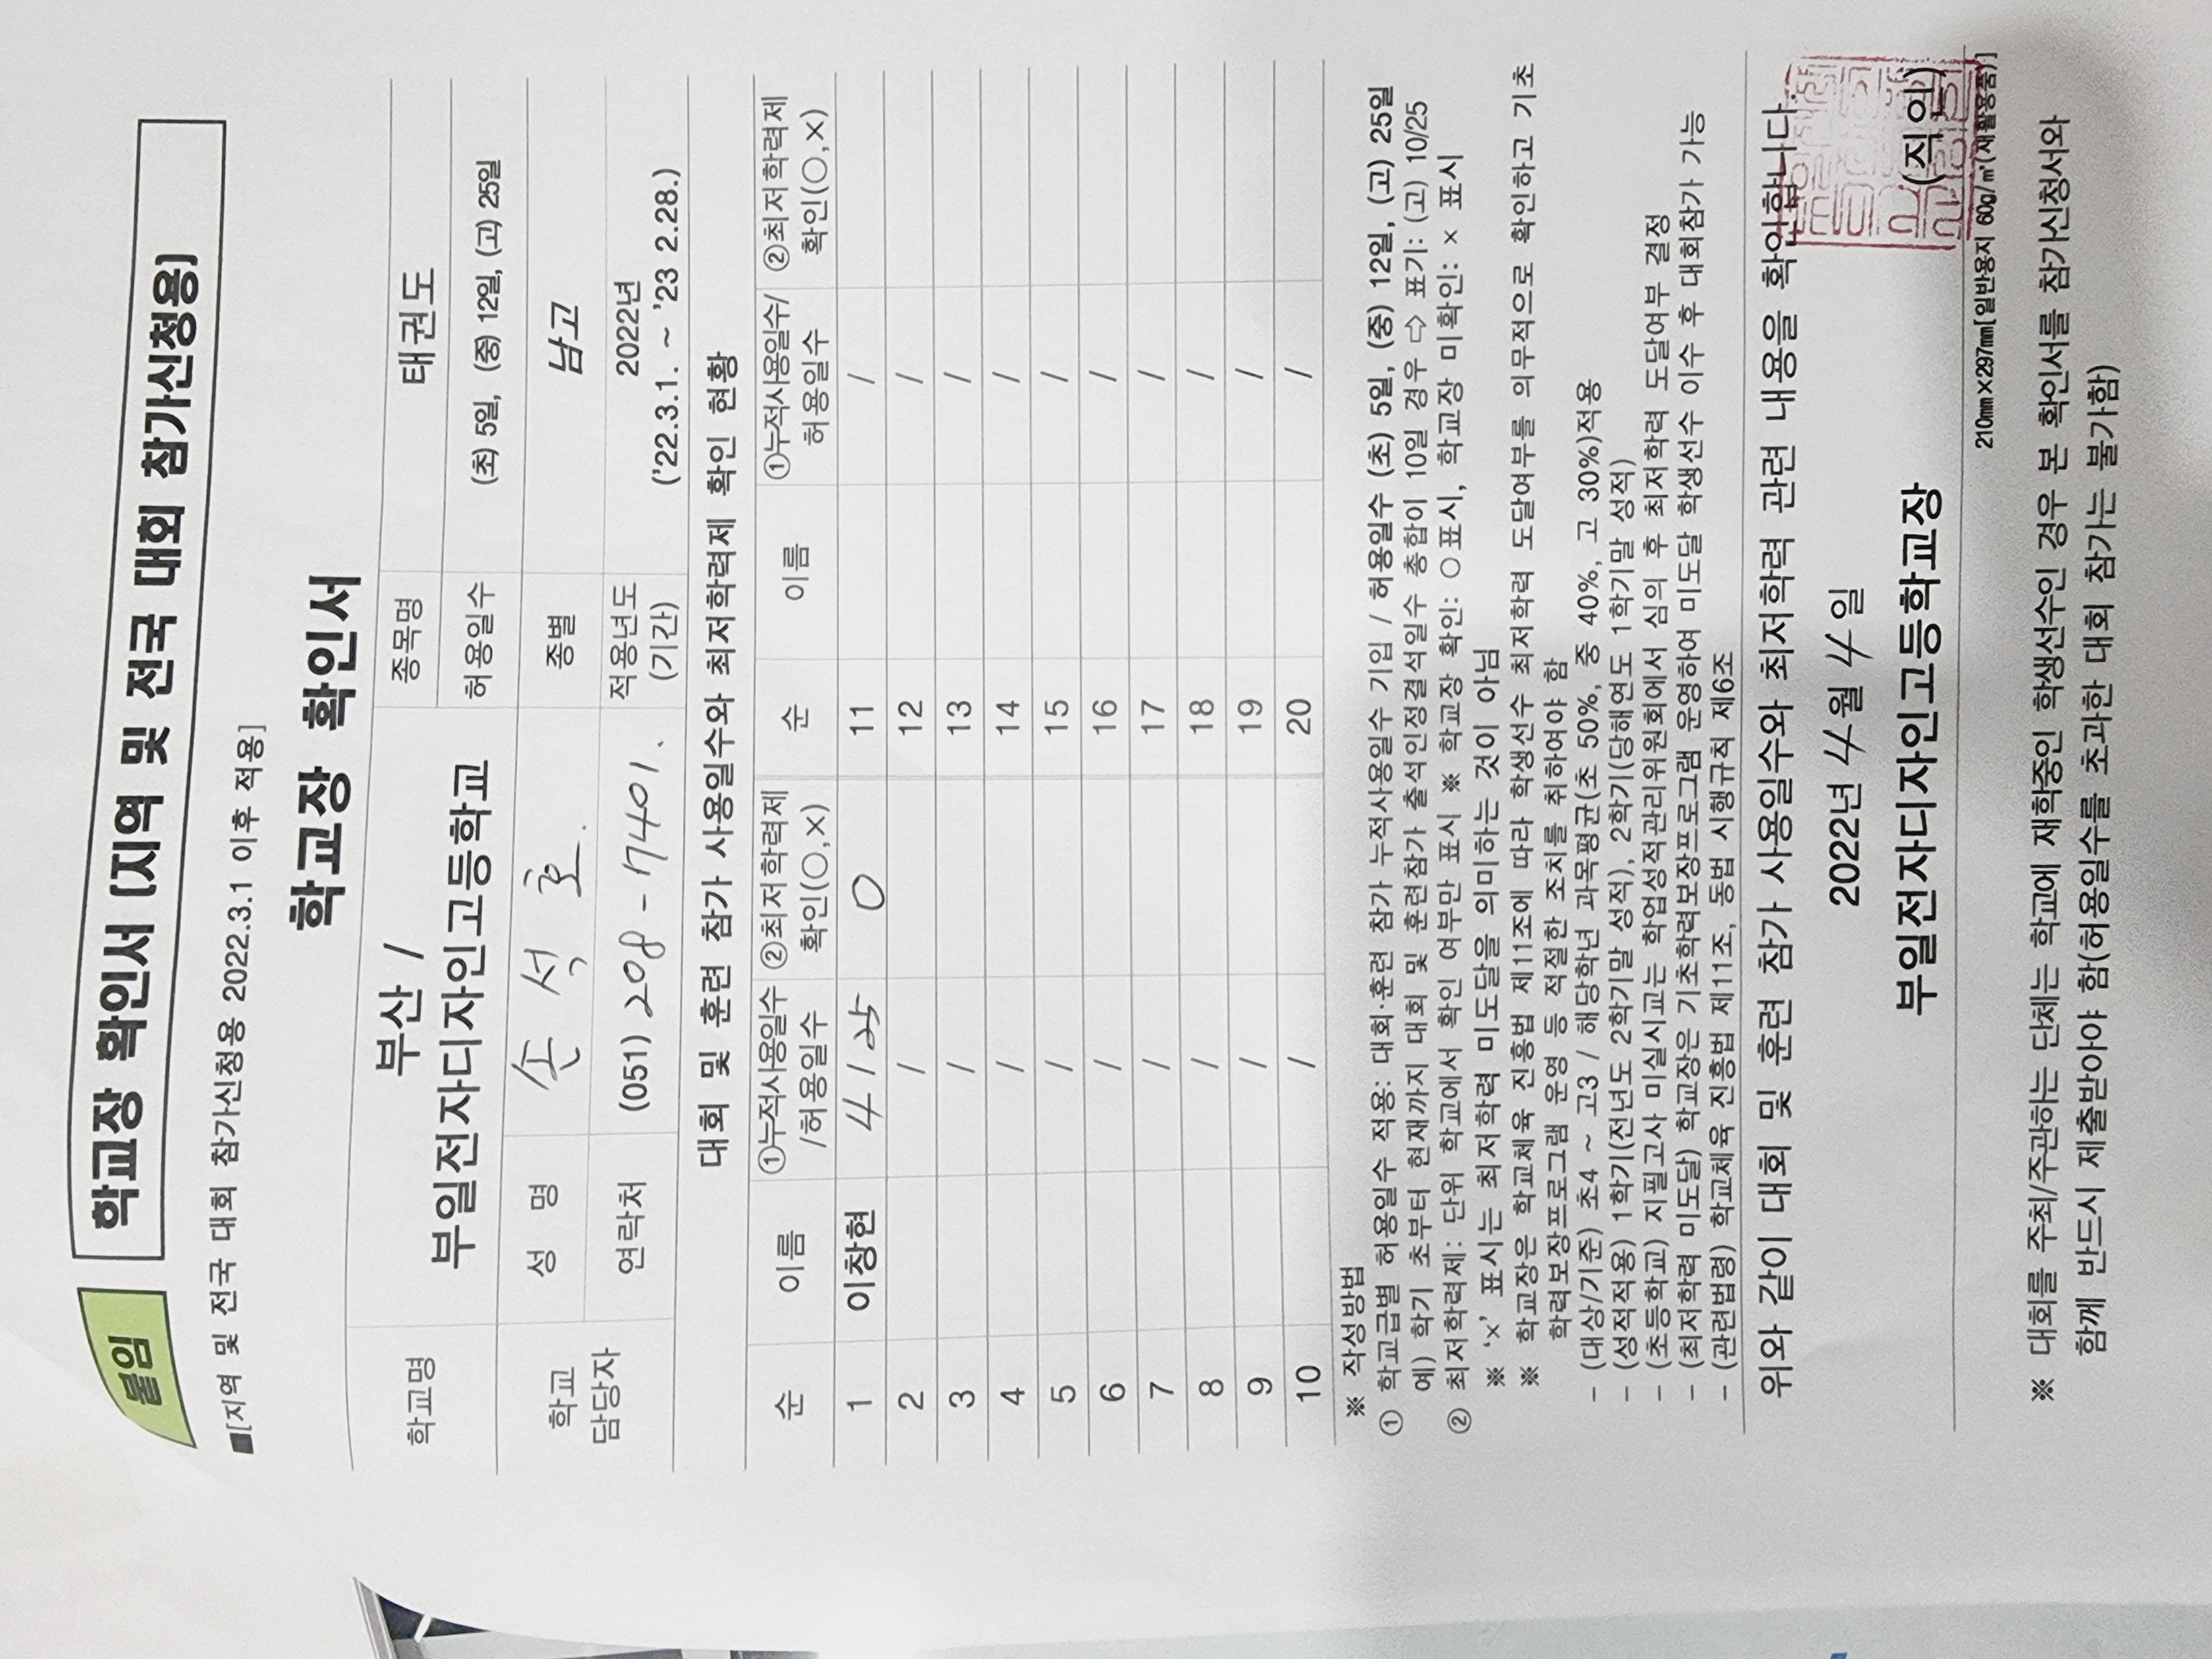 붙임
학교장 확인서 (지역 및 전국 대회 참가신청용)
■[지역 및 전국 대회 참가신청용 2022.3.1 이후 적용]
학교장 확인서
학교명 부산 / 부일전자디자인고등학교 종목명 태권도
허용일수 (초) 5일, (중) 12일, (고) 25일
학교 담당자 성 명 손석호. 종별 남고
연락처 (051) 208-7401. 적용년도 (기간) 2022년 ('22.3.1. ~ '23 2.28.)
대회 및 훈련 참가 사용일수와 최저학력제 확인 현황
순 이름 ①누적사용일수/허용일수 ②최저학력제 확인(○,×) 순 이름 ①누적사용일수/허용일수 ②최저학력제 확인(○,×)
1 이창현 4 / 25 ○ 11 /
2 / 12 /
3 / 13 /
4 / 14 /
5 / 15 /
6 / 16 /
7 / 17 /
8 / 18 /
9 / 19 /
10 / 20 /
※ 작성방법
① 학교급별 허용일수 적용: 대회·훈련 참가 누적사용일수 기입 / 허용일수 (초) 5일, (중) 12일, (고) 25일
예) 학기 초부터 현재까지 대회 및 훈련참가 출석인정결석일수 총합이 10일 경우 ⇨ 표기: (고) 10/25
② 최저학력제: 단위 학교에서 확인 여부만 표시 ※ 학교장 확인: ○표시, 학교장 미확인: × 표시
※ '×' 표시는 최저학력 미도달을 의미하는 것이 아님
※ 학교장은 학교체육 진흥법 제11조에 따라 학생선수 최저학력 도달여부를 의무적으로 확인하고 기초
학력보장프로그램 운영 등 적절한 조치를 취하여야 함
- (대상/기준) 초4 ~ 고3 / 해당학년 과목평균(초 50%, 중 40%, 고 30%)적용
- (성적적용) 1학기(전년도 2학기말 성적), 2학기(당해연도 1학기말 성적)
- (초등학교) 지필고사 미실시교는 학업성적관리위원회에서 심의 후 최저학력 도달여부 결정
- (최저학력 미도달) 학교장은 기초학력보장프로그램 운영하여 미도달 학생선수 이수 후 대회참가 가능
- (관련법령) 학교체육 진흥법 제11조, 동법 시행규칙 제6조
위와 같이 대회 및 훈련 참가 사용일수와 최저학력 관련 내용을 확인합니다.
2022년 4월 4일
부일전자디자인고등학교장 (직인)
210㎜×297㎜[일반용지 60g/㎡(재활용품)]
※ 대회를 주최/주관하는 단체는 학교에 재학중인 학생선수인 경우 본 확인서를 참가신청서와
함께 반드시 제출받아야 함(허용일수를 초과한 대회 참가는 불가함)